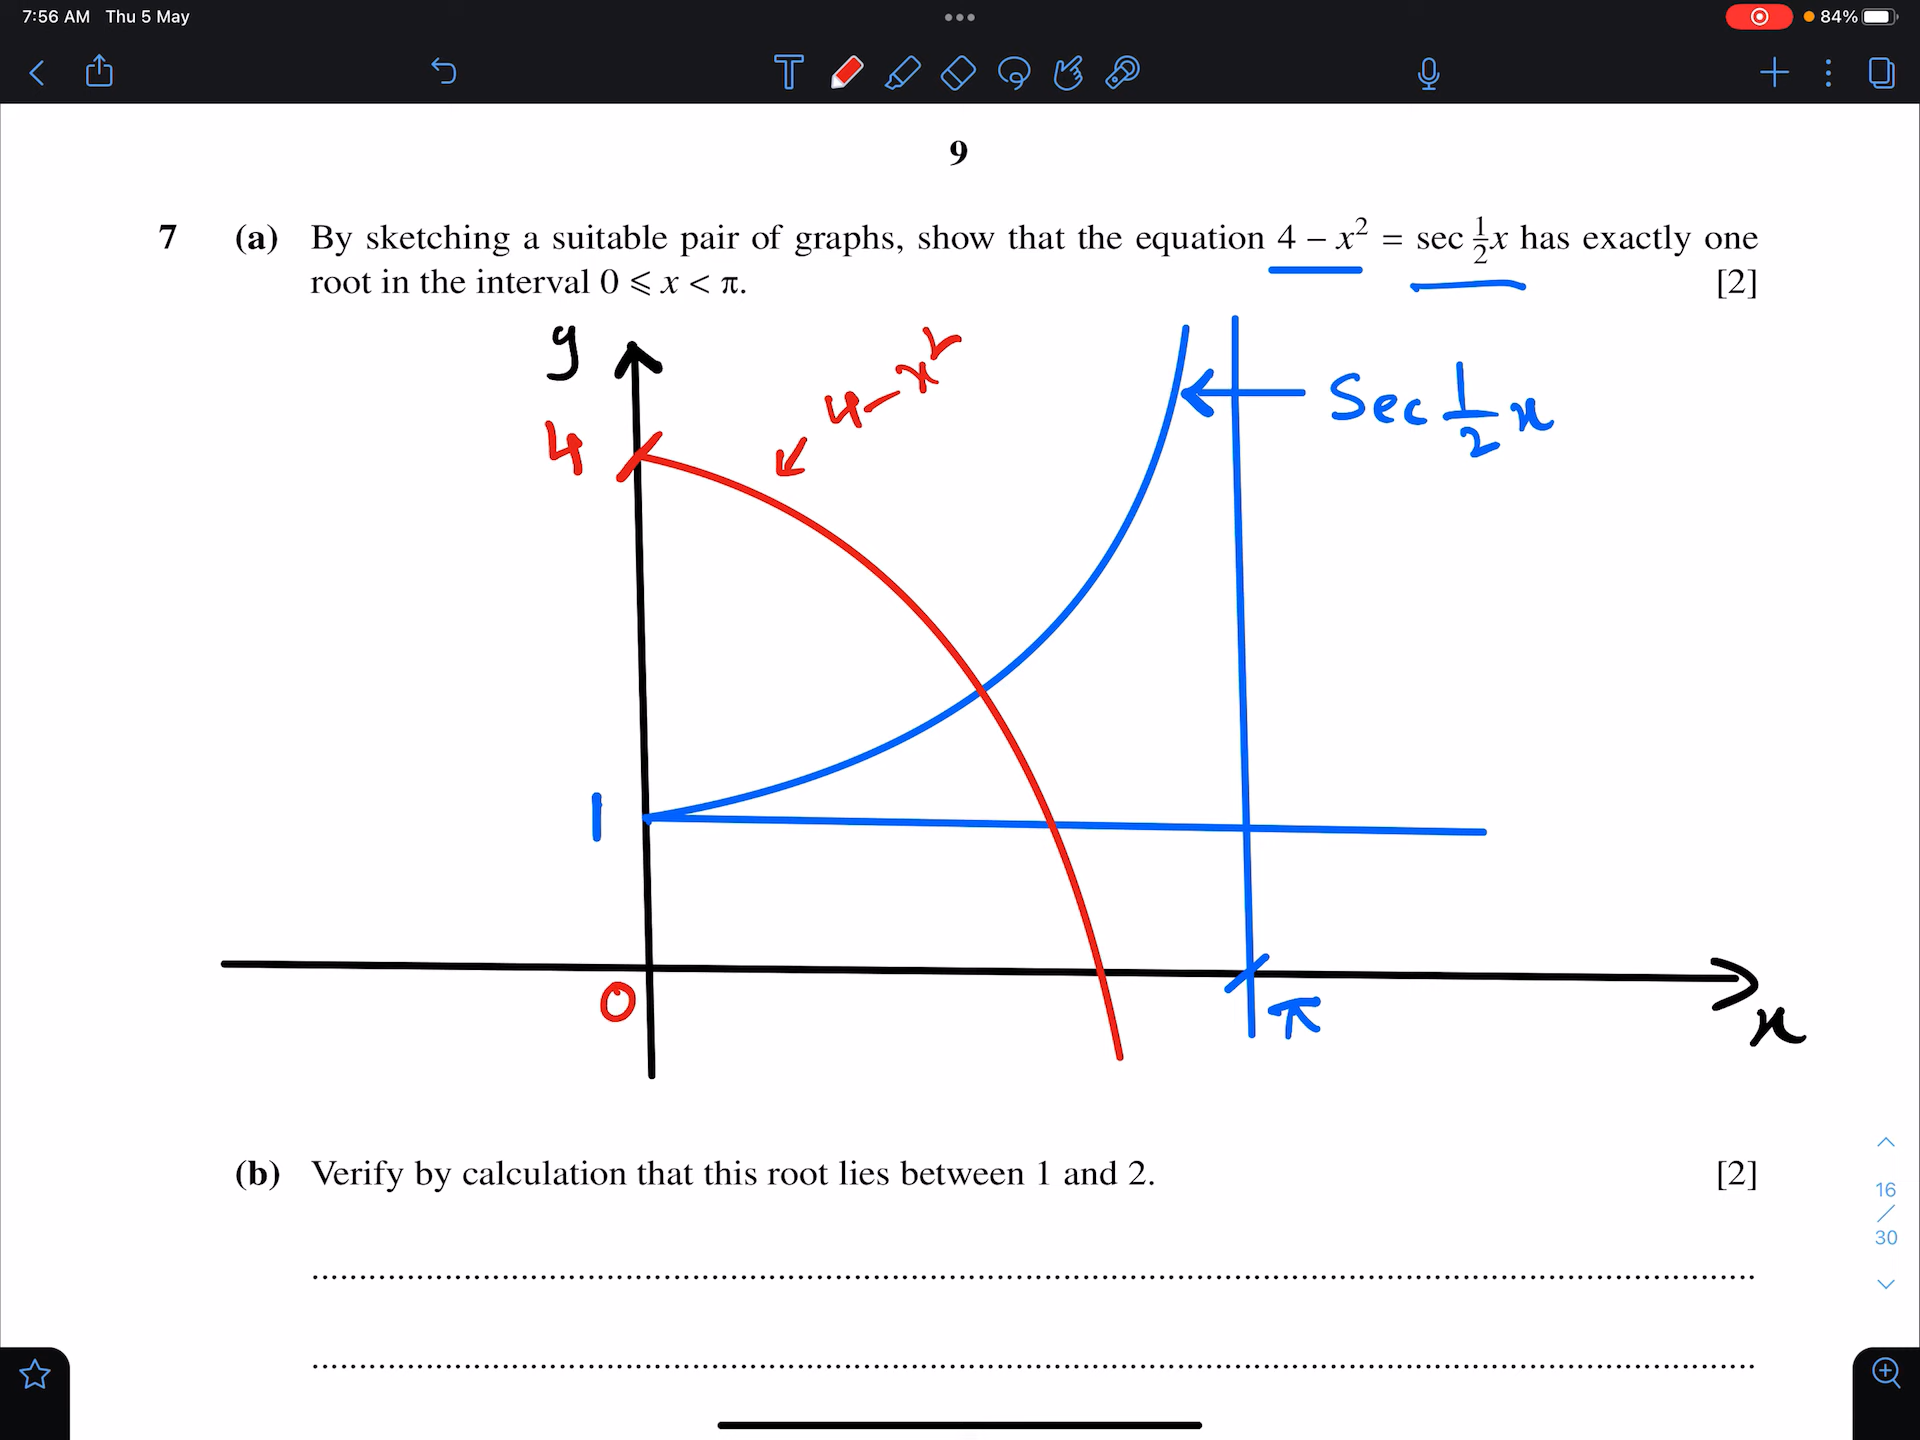 7:56 AM Thu 5 May
84%
9
7 (a) By sketching a suitable pair of graphs, show that the equation 4 − x² = sec ½x has exactly one
root in the interval 0 ⩽ x < π. [2]
y
4−x²
sec ½ x
4
1
0
π
x
(b) Verify by calculation that this root lies between 1 and 2. [2]
16
/
30